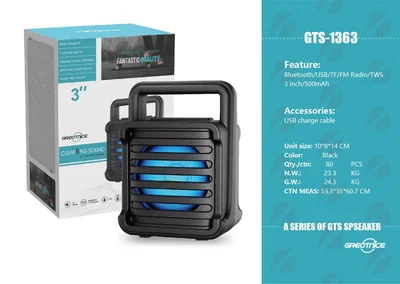 FANTASTIC QUALITY
3"
GREATNICE
CLEAR & BIG SOUND
GTS-1363
Feature:
Bluetooth/USB/TF/FM Radio/TWS
3 inch/500mAh
Accessories:
USB charge cable
Unit size: 10*8*14 CM
Color: Black
Qty./ctn: 80 PCS
N.W.: 23.3 KG
G.W.: 24.3 KG
CTN MEAS: 53.3*35*60.7 CM
A SERIES OF GTS SPSEAKER
GREATNICE